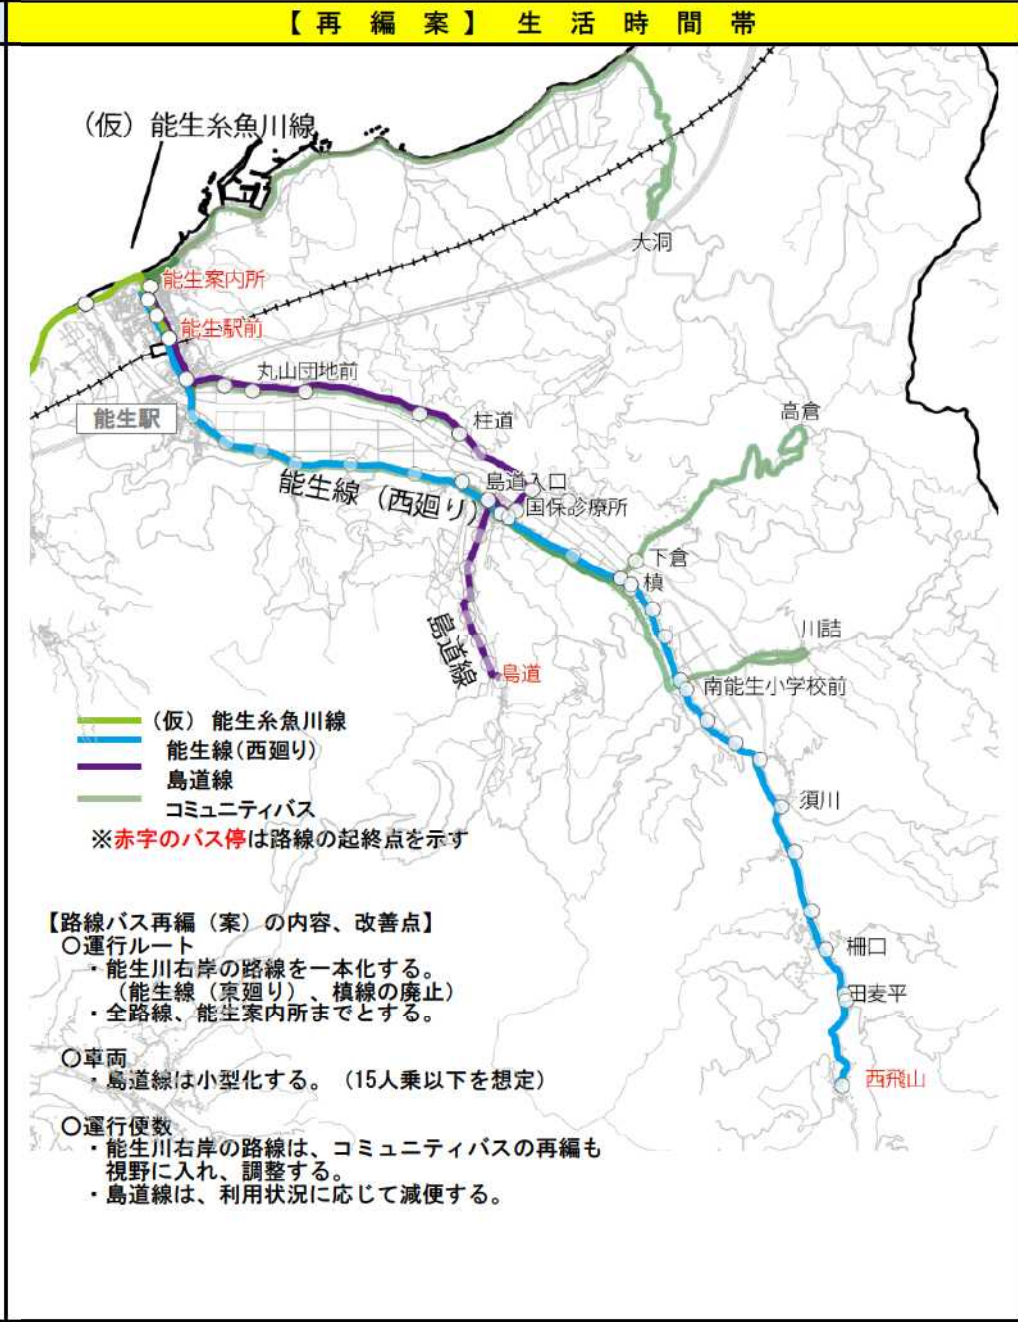 【再編案】生活時間帯
(仮)能生糸魚川線
大洞
能生案内所
能生駅前
丸山団地前
能生駅
柱道
高倉
島道入口
能生線(西廻り)
国保診療所
下倉
槙
川詰
島道線
島道
南能生小学校前
(仮) 能生糸魚川線
能生線(西廻り)
島道線
コミュニティバス
※赤字のバス停は路線の起終点を示す
須川
柵口
田麦平
西飛山
【路線バス再編(案)の内容、改善点】
〇運行ルート
・能生川右岸の路線を一本化する。
(能生線(東廻り)、槙線の廃止)
・全路線、能生案内所までとする。
〇車両
・島道線は小型化する。(15人乗以下を想定)
〇運行便数
・能生川右岸の路線は、コミュニティバスの再編も
視野に入れ、調整する。
・島道線は、利用状況に応じて減便する。